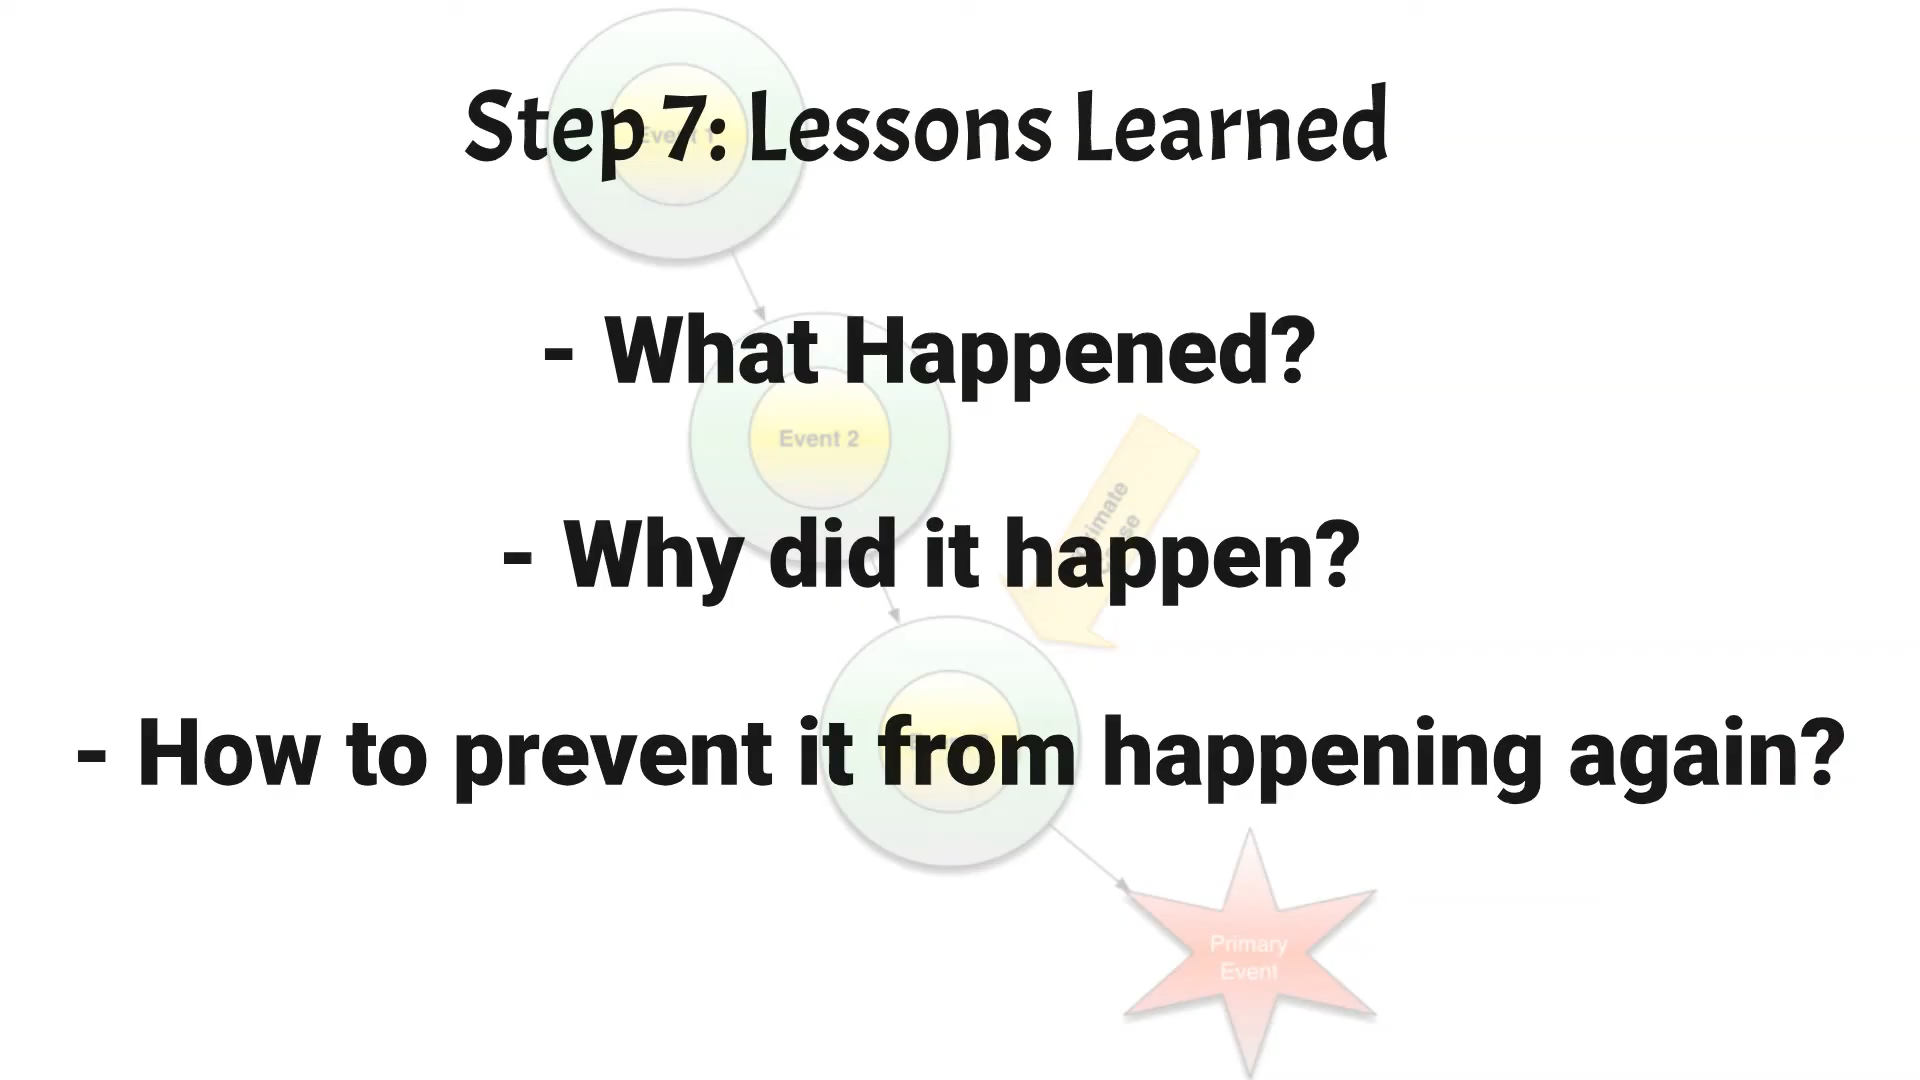 Step 7: Lessons Learned
- What Happened?
Event 2
- Why did it happen?
- How to prevent it from happening again?
Primary
Event